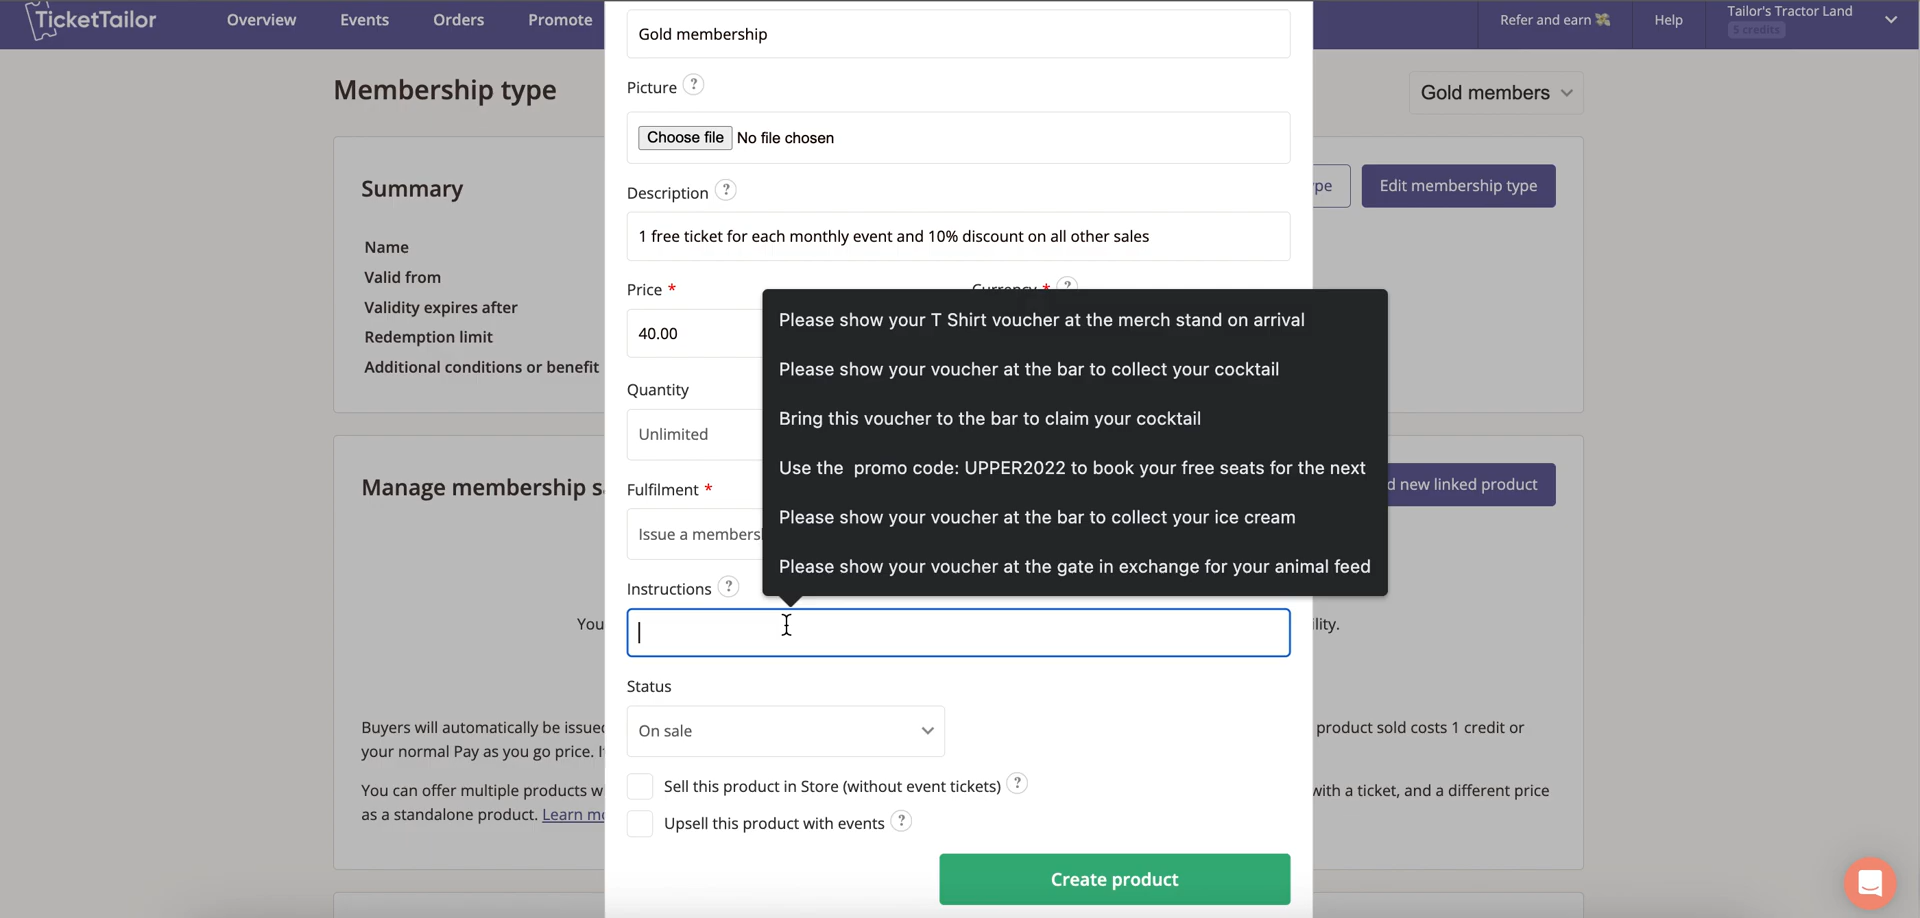 TicketTailor
Overview
Events
Orders
Promote
Refer and earn
Help
Tailor's Tractor Land
5 credits
Gold membership
Membership type
Gold members
Picture ?
Choose file No file chosen
Summary
Edit membership type
Description ?
1 free ticket for each monthly event and 10% discount on all other sales
Name
Valid from
Validity expires after
Redemption limit
Additional conditions or benefit
Price *
Currency * ?
40.00
Please show your T Shirt voucher at the merch stand on arrival
Please show your voucher at the bar to collect your cocktail
Bring this voucher to the bar to claim your cocktail
Use the  promo code: UPPER2022 to book your free seats for the next
Please show your voucher at the bar to collect your ice cream
Please show your voucher at the gate in exchange for your animal feed
Quantity
Unlimited
Manage membership
new linked product
Fulfilment *
Issue a
Instructions ?
Status
On sale
Buyers will automatically be
product sold costs 1 credit or
your normal Pay as you go price.
You can offer multiple products
with a ticket, and a different price
as a standalone product. Learn
Sell this product in Store (without event tickets) ?
Upsell this product with events ?
Create product